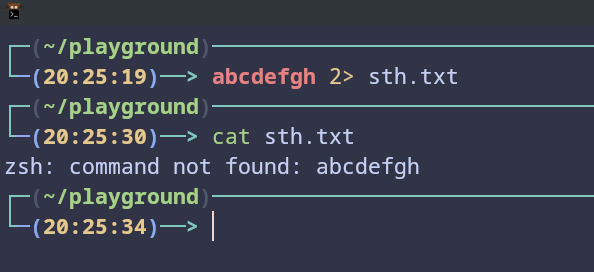 (~/playground)
(20:25:19)──> abcdefgh 2> sth.txt
(~/playground)
(20:25:30)──> cat sth.txt
zsh: command not found: abcdefgh
(~/playground)
(20:25:34)──>